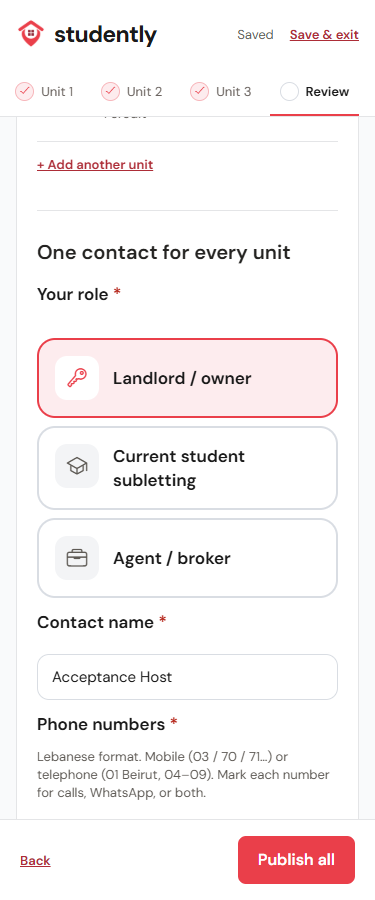 studently
Saved
Save & exit
Unit 1
Unit 2
Unit 3
Review
+ Add another unit
One contact for every unit
Your role *
Landlord / owner
Current student
subletting
Agent / broker
Contact name *
Acceptance Host
Phone numbers *
Lebanese format. Mobile (03 / 70 / 71...) or
telephone (01 Beirut, 04–09). Mark each number
for calls, WhatsApp, or both.
Back
Publish all